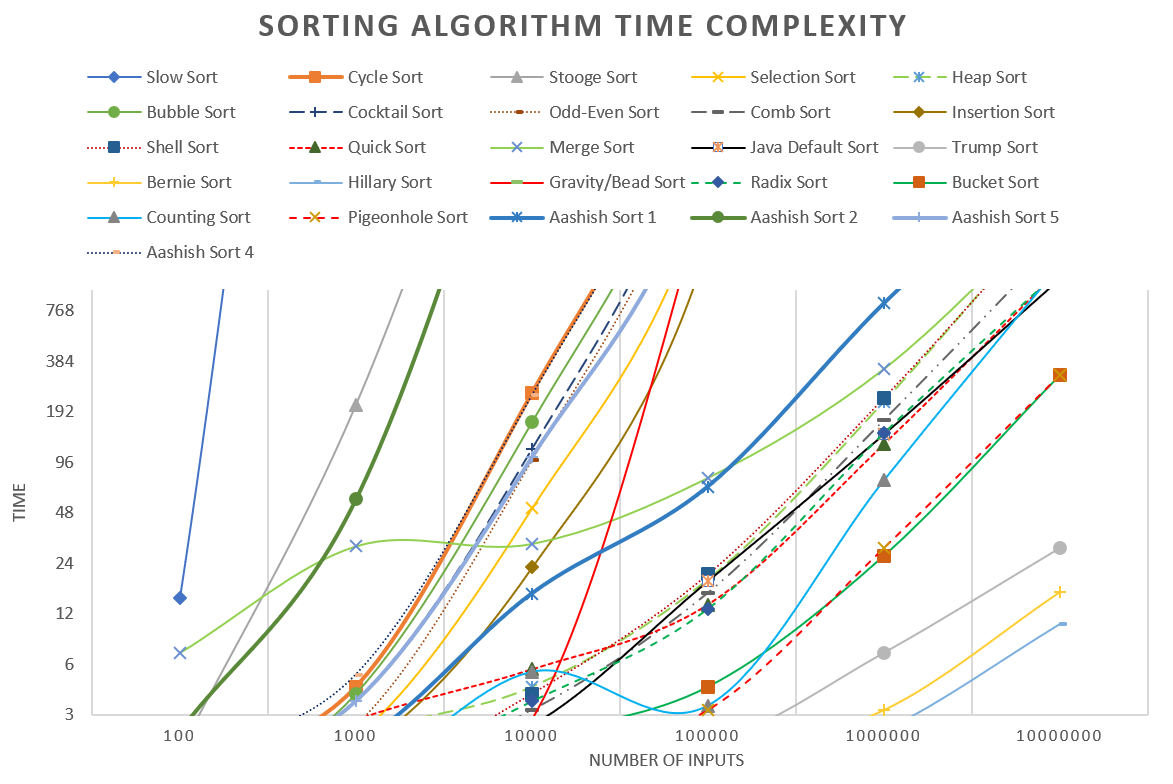 SORTING ALGORITHM TIME COMPLEXITY
Slow Sort Cycle Sort Stooge Sort Selection Sort Heap Sort
Bubble Sort Cocktail Sort Odd-Even Sort Comb Sort Insertion Sort
Shell Sort Quick Sort Merge Sort Java Default Sort Trump Sort
Bernie Sort Hillary Sort Gravity/Bead Sort Radix Sort Bucket Sort
Counting Sort Pigeonhole Sort Aashish Sort 1 Aashish Sort 2 Aashish Sort 5
Aashish Sort 4
768
384
192
96
48
24
12
6
3
TIME
100 1000 10000 100000 1000000 10000000
NUMBER OF INPUTS